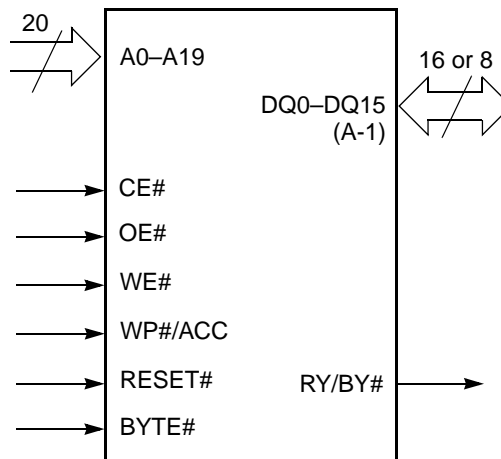 20
A0–A19
16 or 8
DQ0–DQ15
(A-1)
CE#
OE#
WE#
WP#/ACC
RESET#
RY/BY#
BYTE#